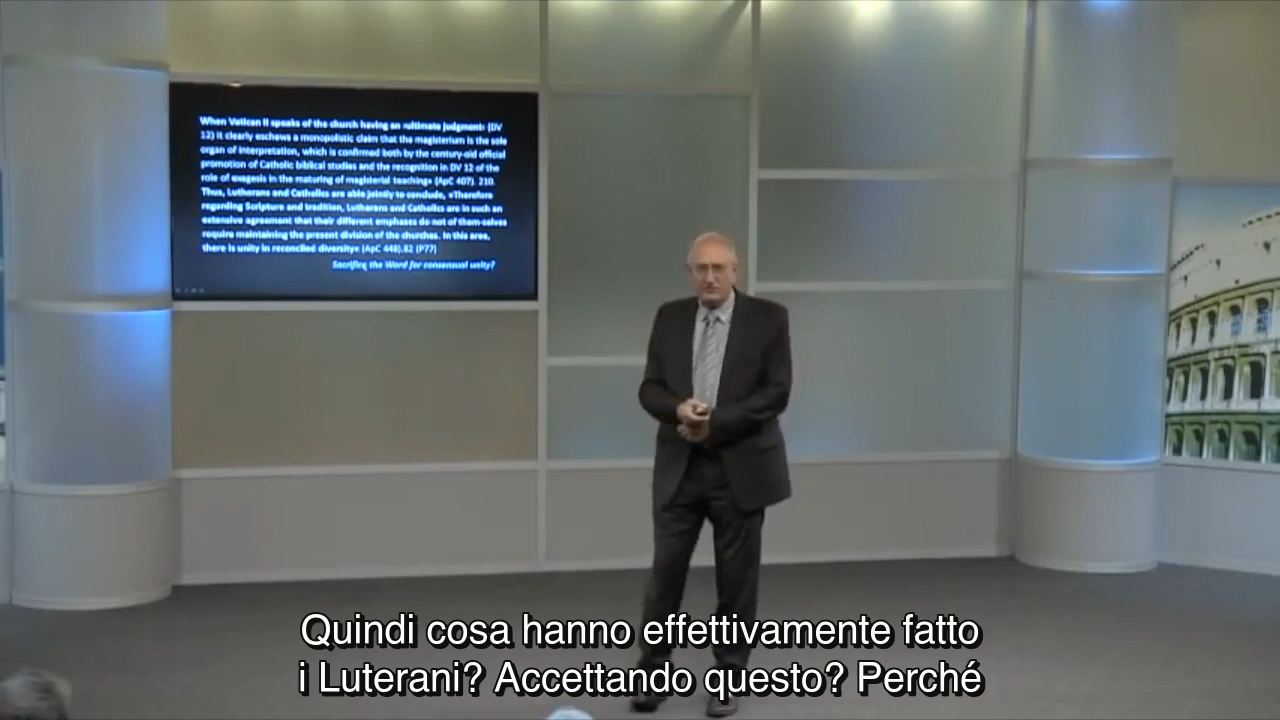 When Vatican II speaks of the church having an »ultimate judgment« (DV
12) it clearly eschews a monopolistic claim that the magisterium is the sole
organ of interpretation, which is confirmed both by the century-old official
promotion of Catholic biblical studies and the recognition in DV 12 of the
role of exegesis in the maturing of magisterial teaching« (ApC 407). 210.
Thus, Lutherans and Catholics are able jointly to conclude, »Therefore
regarding Scripture and tradition, Lutherans and Catholics are in such an
extensive agreement that their different emphases do not of them-selves
require maintaining the present division of the churches. In this area,
there is unity in reconciled diversity« (ApC 448).82 (P77)
Sacrifice the Word for consensual unity?
Quindi cosa hanno effettivamente fatto
i Luterani? Accettando questo? Perché